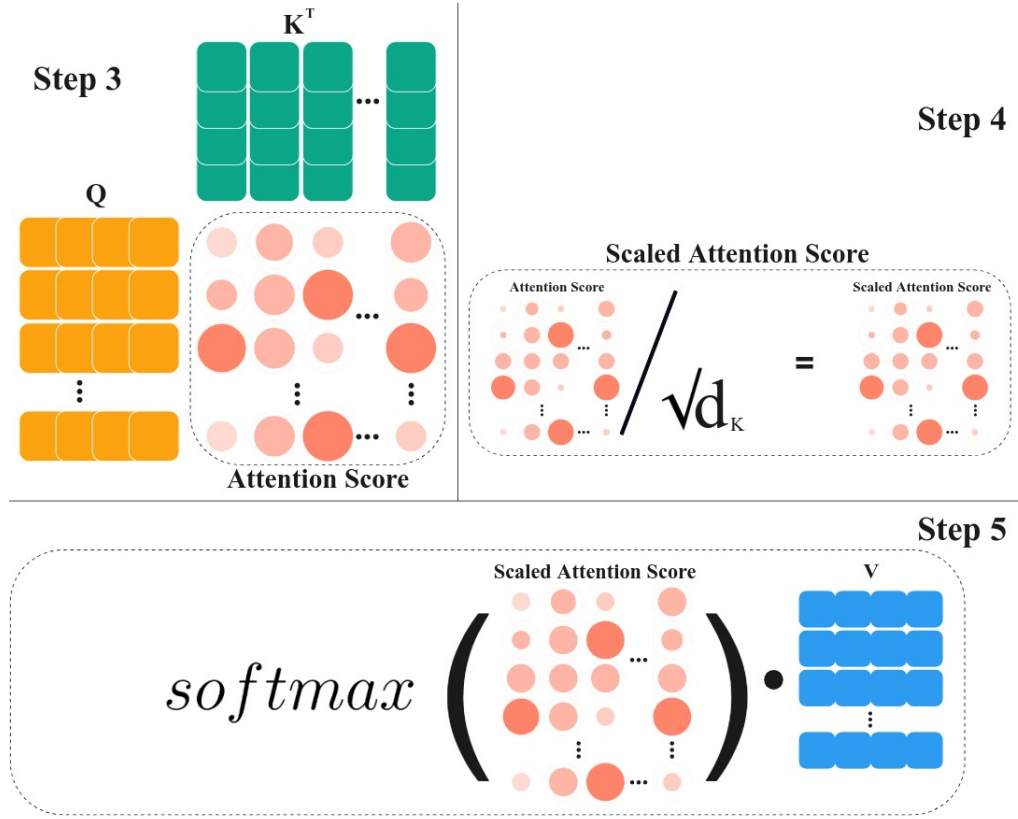 Step 3
K^T
Q
Attention Score
Step 4
Scaled Attention Score
Attention Score
√d_K
=
Scaled Attention Score
Step 5
Scaled Attention Score
V
softmax ( ) •